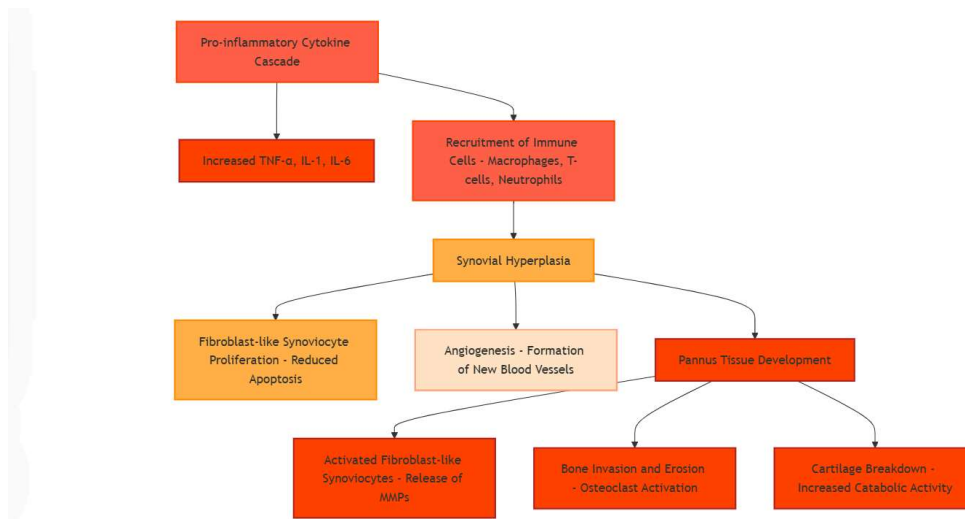 Pro-inflammatory Cytokine
Cascade
Increased TNF-α, IL-1, IL-6
Recruitment of Immune
Cells - Macrophages, T-
cells, Neutrophils
Synovial Hyperplasia
Fibroblast-like Synoviocyte
Proliferation - Reduced
Apoptosis
Angiogenesis - Formation
of New Blood Vessels
Pannus Tissue Development
Activated Fibroblast-like
Synoviocytes - Release of
MMPs
Bone Invasion and Erosion
- Osteoclast Activation
Cartilage Breakdown -
Increased Catabolic Activity